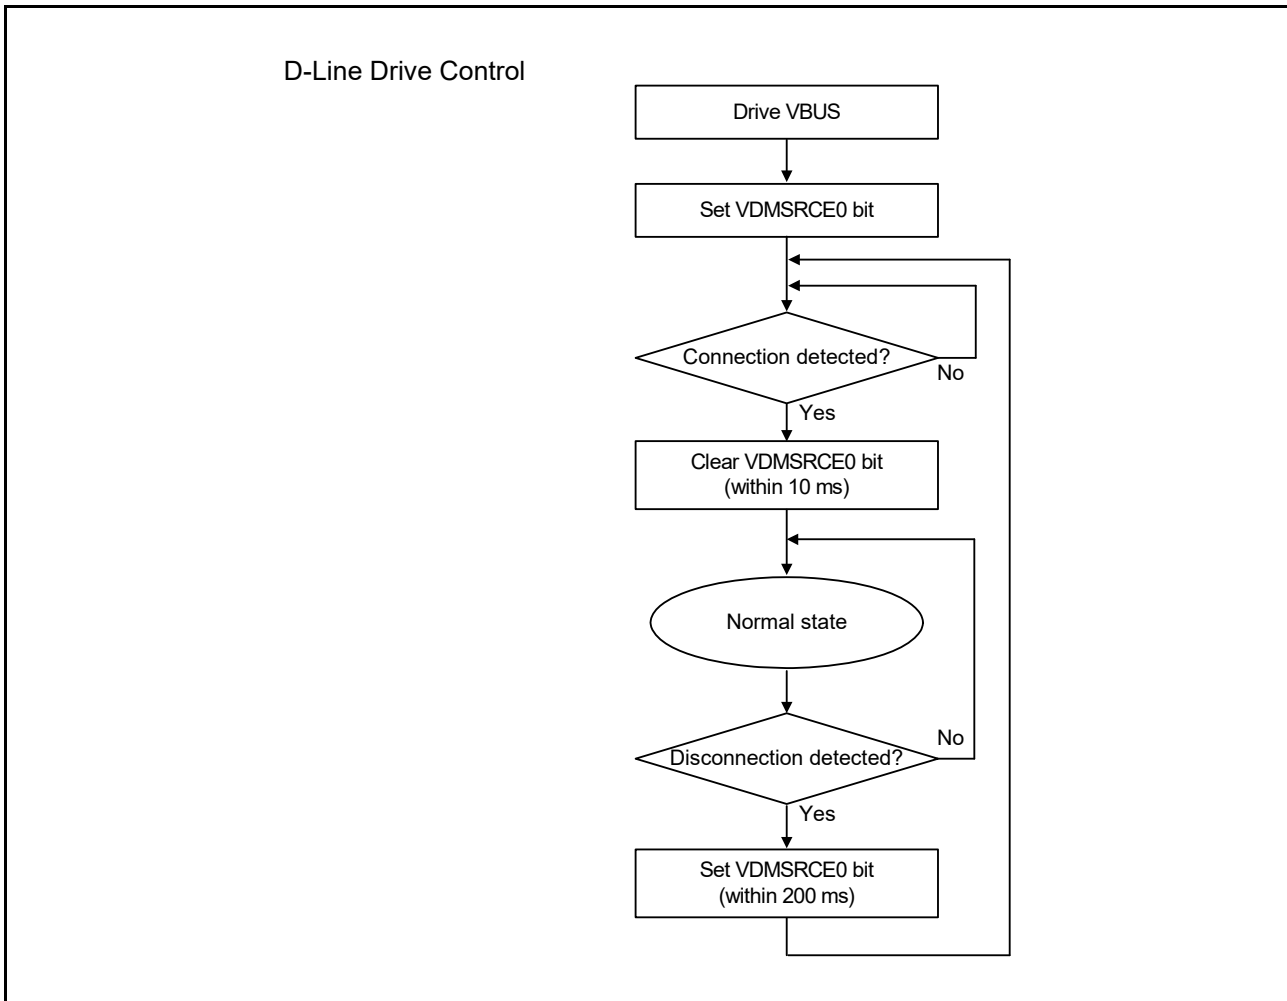 D-Line Drive Control
Drive VBUS
Set VDMSRCE0 bit
Connection detected?
No
Yes
Clear VDMSRCE0 bit
(within 10 ms)
Normal state
No
Disconnection detected?
Yes
Set VDMSRCE0 bit
(within 200 ms)